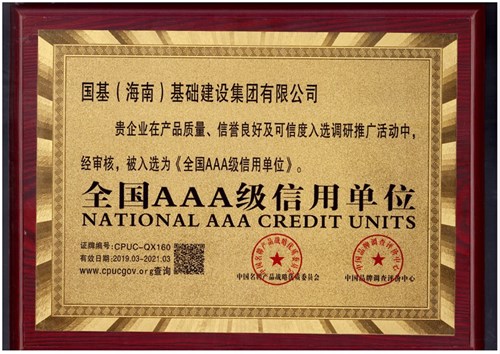 国基（海南）基础建设集团有限公司
贵企业在产品质量、信誉良好及可信度入选调研推广活动中，
经审核，被入选为《全国AAA级信用单位》。
全国AAA级信用单位
NATIONAL AAA CREDIT UNITS
证牌编号:CPUC-QX160
有效日期:2019.03-2021.03
www.cpucgov.org查询
中国名牌产品战略优质委员会
中国品牌调查评价中心